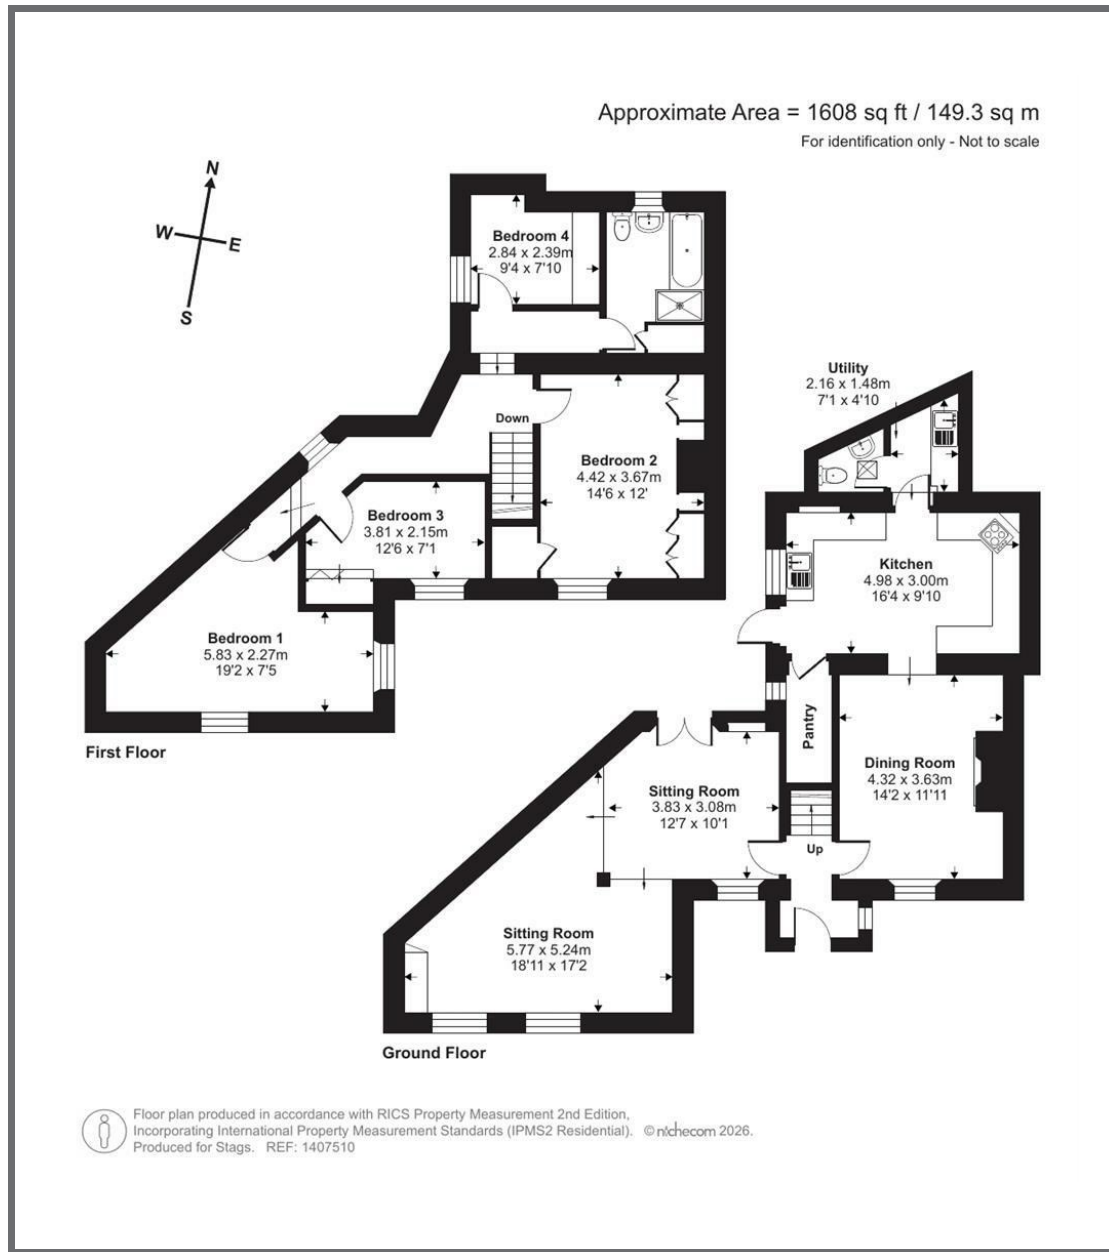 Approximate Area = 1608 sq ft / 149.3 sq m
For identification only - Not to scale
N
W
E
S
Bedroom 4
2.84 x 2.39m
9'4 x 7'10
Down
Bedroom 2
4.42 x 3.67m
14'6 x 12'
Bedroom 3
3.81 x 2.15m
12'6 x 7'1
Bedroom 1
5.83 x 2.27m
19'2 x 7'5
First Floor
Utility
2.16 x 1.48m
7'1 x 4'10
Kitchen
4.98 x 3.00m
16'4 x 9'10
Pantry
Dining Room
4.32 x 3.63m
14'2 x 11'11
Sitting Room
3.83 x 3.08m
12'7 x 10'1
Up
Sitting Room
5.77 x 5.24m
18'11 x 17'2
Ground Floor
Floor plan produced in accordance with RICS Property Measurement 2nd Edition,
Incorporating International Property Measurement Standards (IPMS2 Residential). © nichecom 2026.
Produced for Stags. REF: 1407510